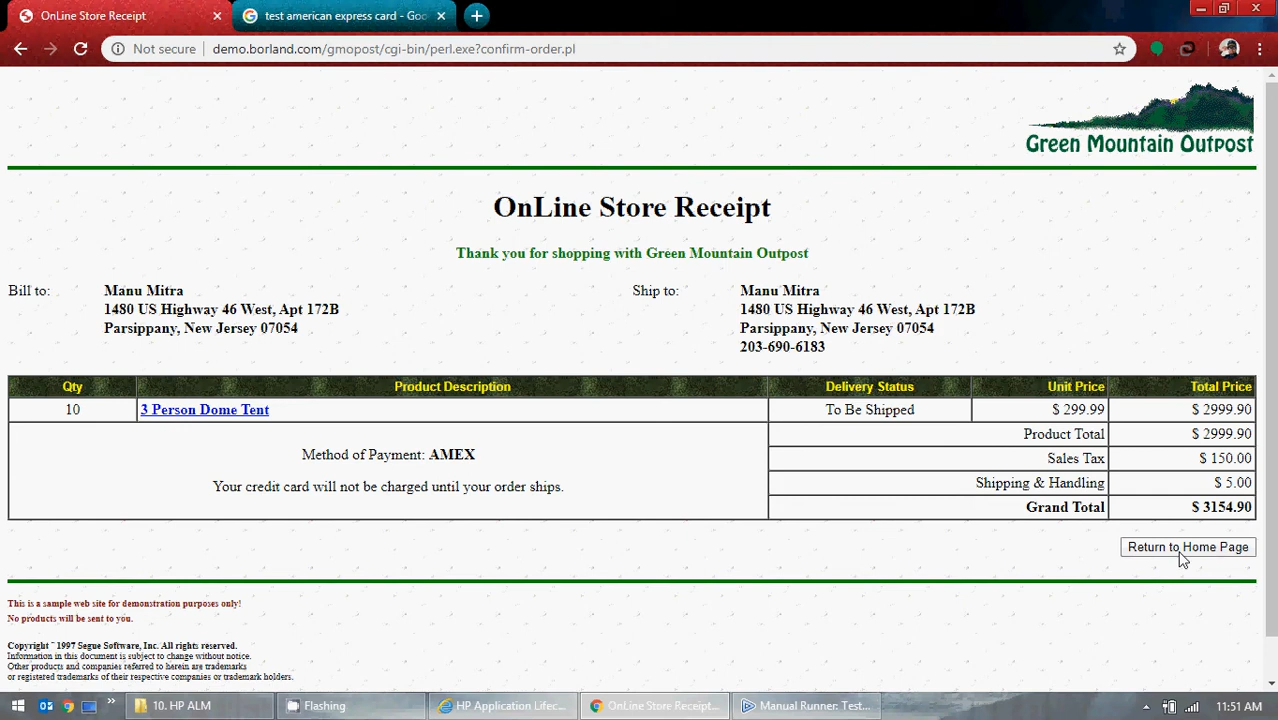 OnLine Store Receipt
test american express card - Goo
Not secure
demo.borland.com/gmopost/cgi-bin/perl.exe?confirm-order.pl
Green Mountain Outpost
OnLine Store Receipt
Thank you for shopping with Green Mountain Outpost
Bill to: Manu Mitra
1480 US Highway 46 West, Apt 172B
Parsippany, New Jersey 07054
Ship to: Manu Mitra
1480 US Highway 46 West, Apt 172B
Parsippany, New Jersey 07054
203-690-6183
Qty Product Description Delivery Status Unit Price Total Price
10 3 Person Dome Tent To Be Shipped $ 299.99 $ 2999.90
Method of Payment: AMEX
Your credit card will not be charged until your order ships.
Product Total $ 2999.90
Sales Tax $ 150.00
Shipping & Handling $ 5.00
Grand Total $ 3154.90
Return to Home Page
This is a sample web site for demonstration purposes only!
No products will be sent to you.
Copyright ~ 1997 Segue Software, Inc. All rights reserved.
Information in this document is subject to change without notice.
Other products and companies referred to herein are trademarks
or registered trademarks of their respective companies or trademark holders.
10. HP ALM
Flashing
HP Application Lifec...
OnLine Store Receipt...
Manual Runner: Test...
11:51 AM